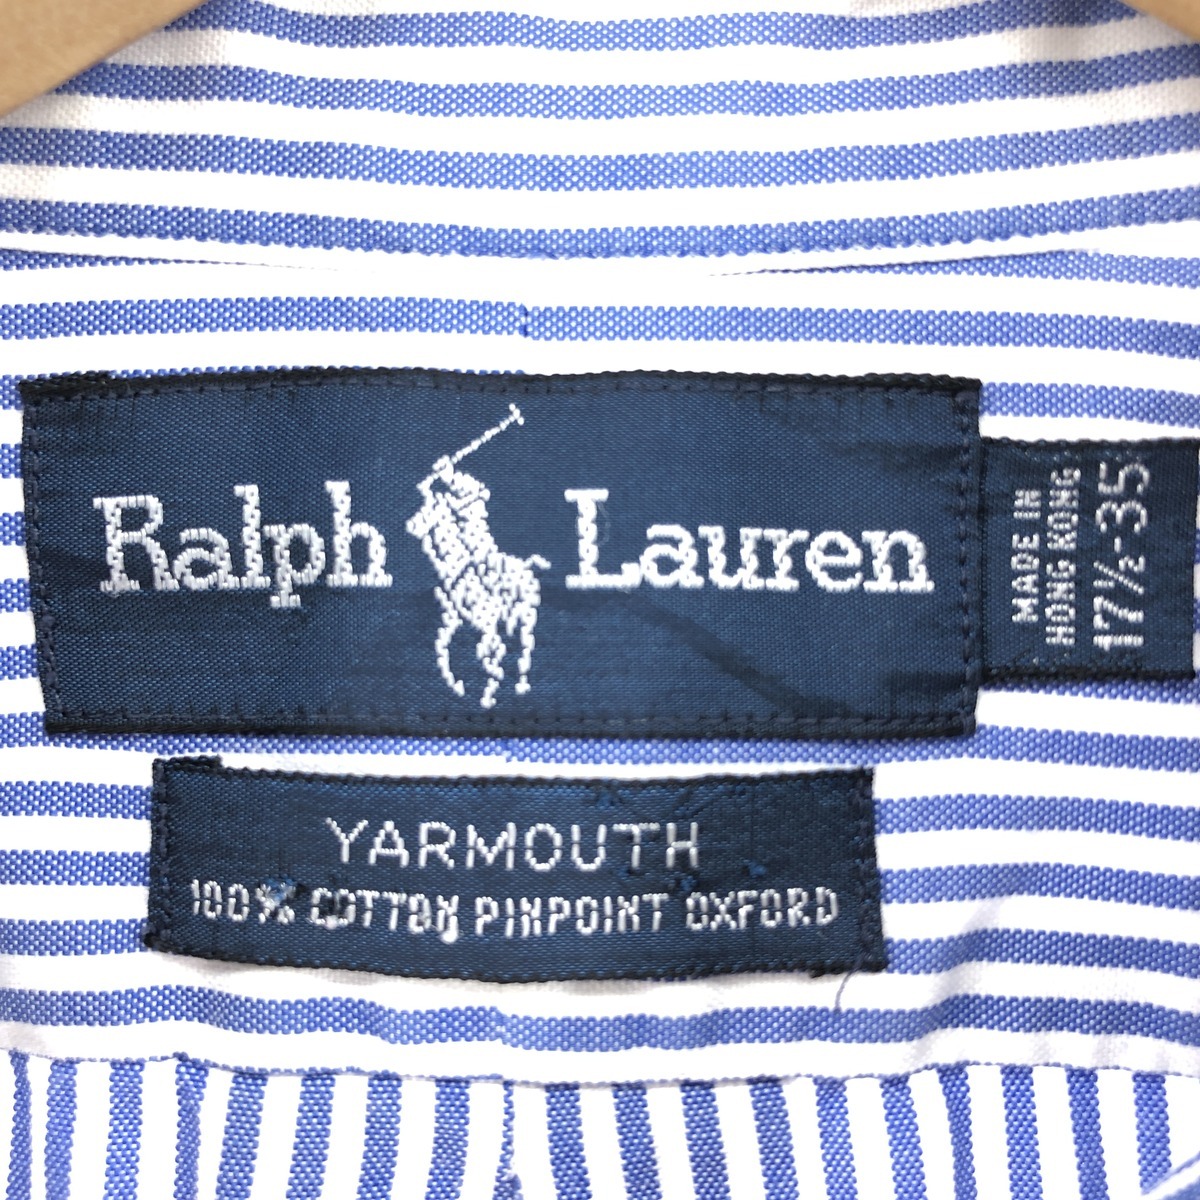 Ralph Lauren
MADE IN
HONG KONG
17½-35
YARMOUTH
100% COTTON PINPOINT OXFORD